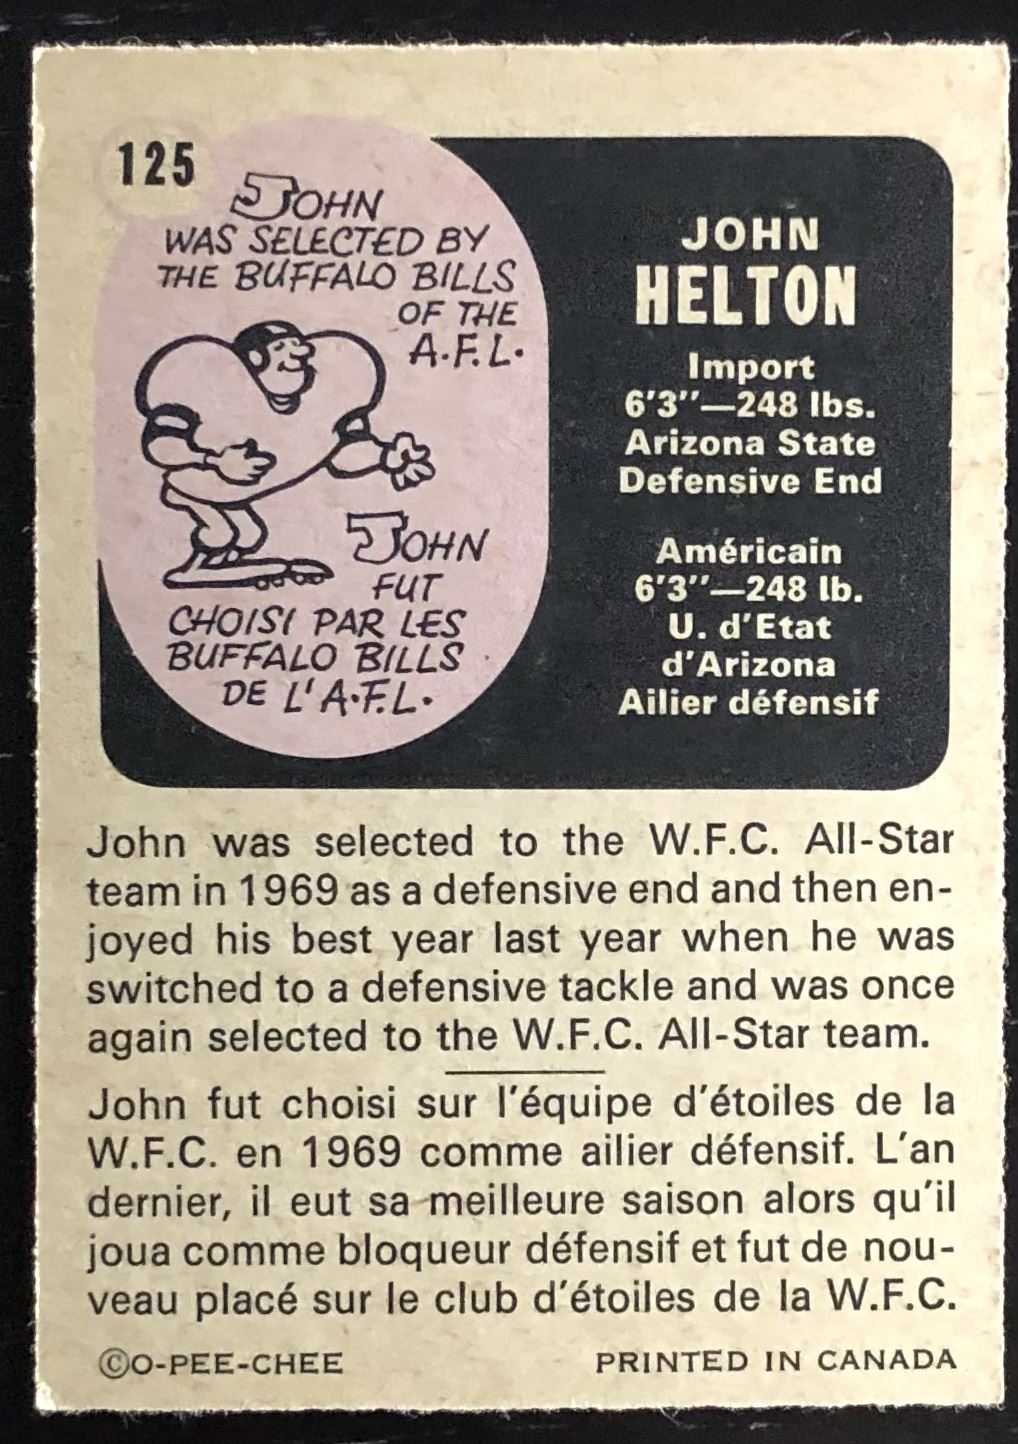 125
JOHN
WAS SELECTED BY
THE BUFFALO BILLS
OF THE
A.F.L.
JOHN
FUT
CHOISI PAR LES
BUFFALO BILLS
DE L'A.F.L.
JOHN
HELTON
Import
6'3"—248 lbs.
Arizona State
Defensive End
Américain
6'3"—248 lb.
U. d'Etat
d'Arizona
Ailier défensif
John was selected to the W.F.C. All-Star
team in 1969 as a defensive end and then en-
joyed his best year last year when he was
switched to a defensive tackle and was once
again selected to the W.F.C. All-Star team.
John fut choisi sur l'équipe d'étoiles de la
W.F.C. en 1969 comme ailier défensif. L'an
dernier, il eut sa meilleure saison alors qu'il
joua comme bloqueur défensif et fut de nou-
veau placé sur le club d'étoiles de la W.F.C.
©O-PEE-CHEE
PRINTED IN CANADA